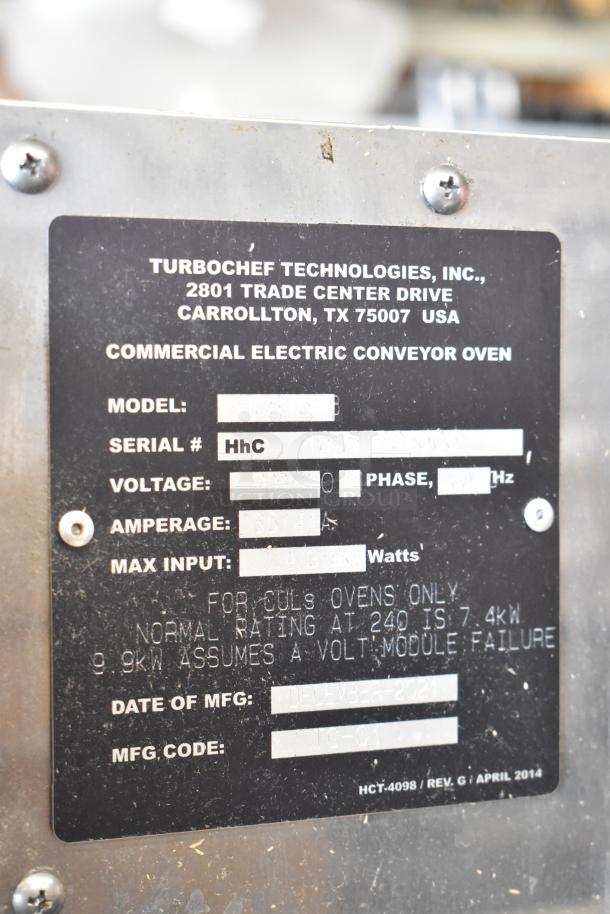 TURBOCHEF TECHNOLOGIES, INC.,
2801 TRADE CENTER DRIVE
CARROLLTON, TX 75007 USA
COMMERCIAL ELECTRIC CONVEYOR OVEN
MODEL:
SERIAL # HhC
VOLTAGE: PHASE, Hz
AMPERAGE: A
MAX INPUT: Watts
FOR CULs OVENS ONLY
NORMAL RATING AT 240 IS 7.4kW
9.9kW ASSUMES A VOLT MODULE FAILURE
DATE OF MFG: DECEMBER-2021
MFG CODE:
HCT-4098 / REV. G / APRIL 2014